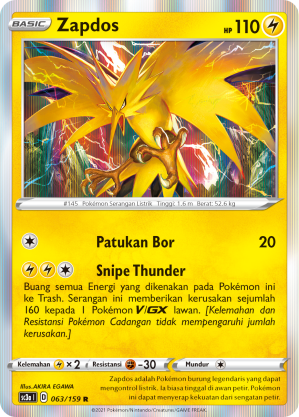 BASIC Zapdos HP 110
#145 Pokémon Serangan Listrik Tinggi: 1.6 m Berat: 52.6 kg
Patukan Bor 20
Snipe Thunder
Buang semua Energi yang dikenakan pada Pokémon ini
ke Trash. Serangan ini memberikan kerusakan sejumlah
160 kepada 1 Pokémon V/GX lawan. [Kelemahan dan
Resistansi Pokémon Cadangan tidak mempengaruhi jumlah
kerusakan.]
Kelemahan ×2 Resistansi -30 Mundur
Illus. AKIRA EGAWA
Zapdos adalah Pokémon burung legendaris yang dapat
mengontrol listrik. Ia biasa tinggal di awan petir. Pokémon
ini dapat menyerap kekuatan dari sambaran petir.
sc3a I D 063/159 R
©2021 Pokémon/Nintendo/Creatures/GAME FREAK